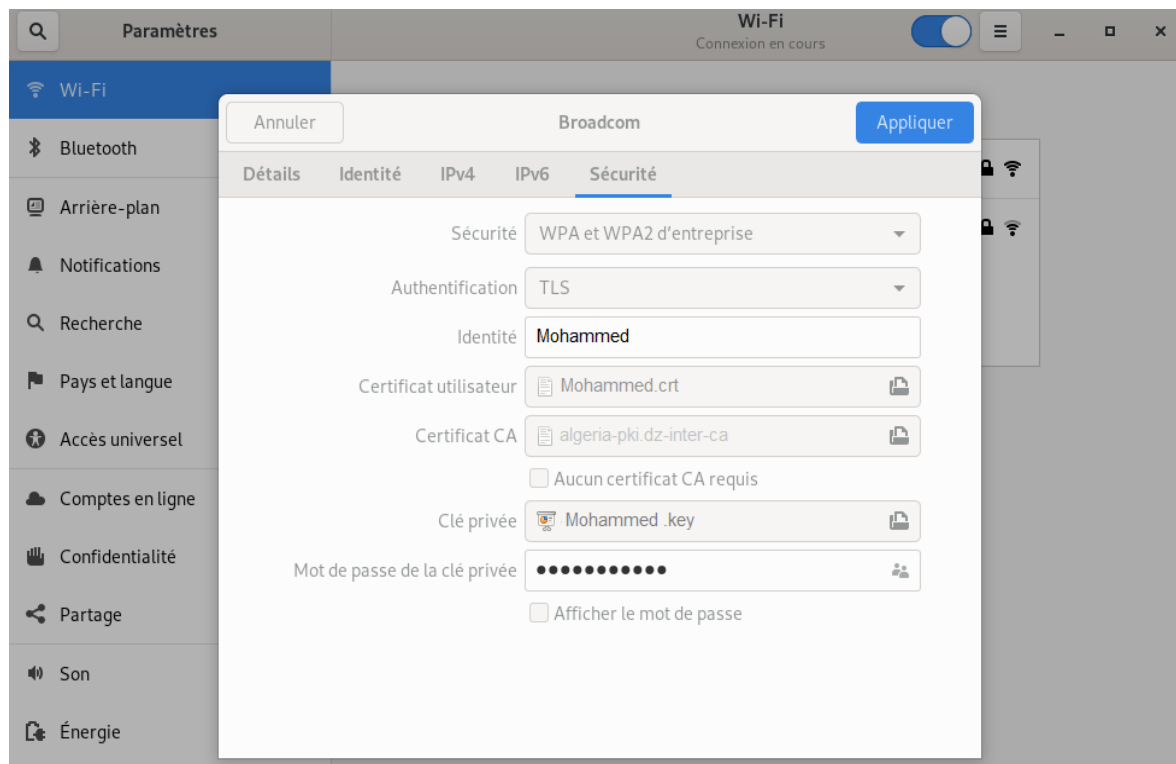 Paramètres
Wi-Fi
Connexion en cours
Wi-Fi
Bluetooth
Arrière-plan
Notifications
Recherche
Pays et langue
Accès universel
Comptes en ligne
Confidentialité
Partage
Son
Énergie
Annuler
Broadcom
Appliquer
Détails
Identité
IPv4
IPv6
Sécurité
Sécurité WPA et WPA2 d'entreprise
Authentification TLS
Identité Mohammed
Certificat utilisateur Mohammed.crt
Certificat CA algeria-pki.dz-inter-ca
Aucun certificat CA requis
Clé privée Mohammed .key
Mot de passe de la clé privée ●●●●●●●●●●●
Afficher le mot de passe